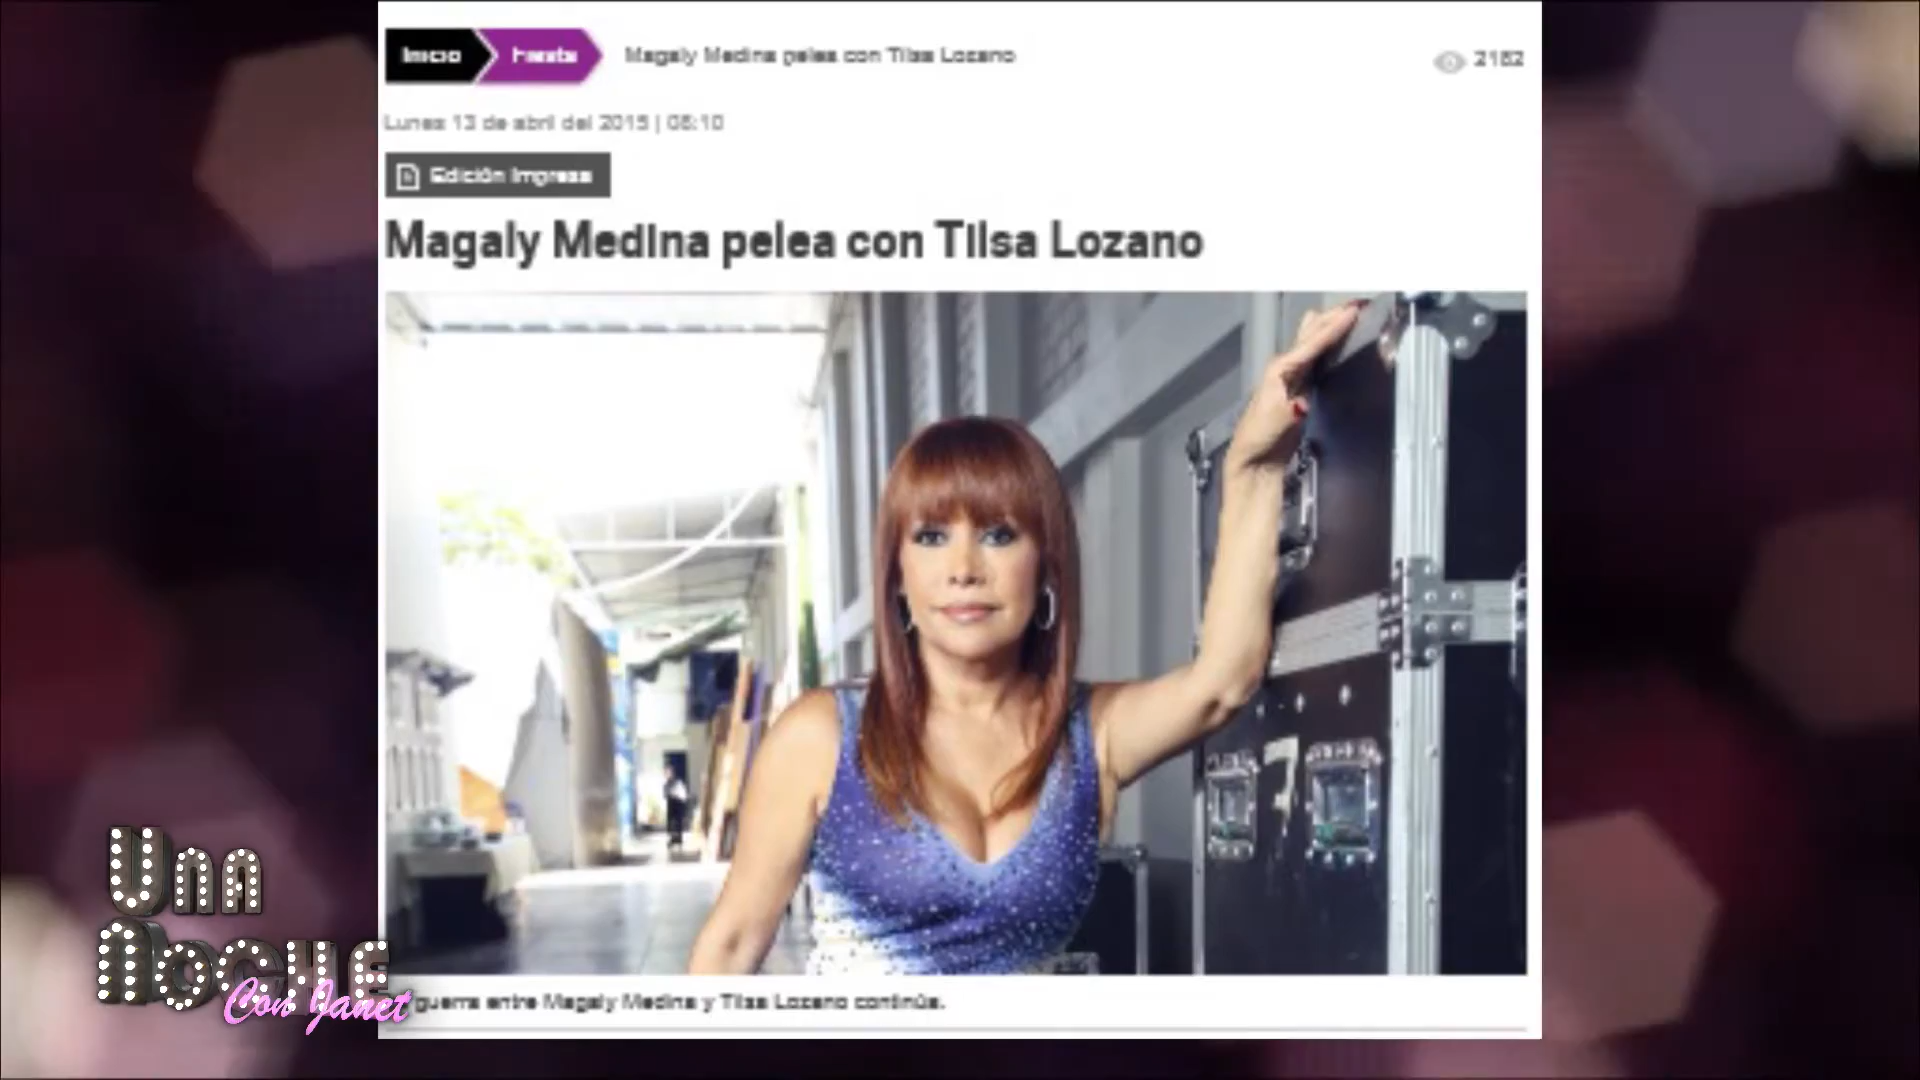 Inicio Fiesta Magaly Medina pelea con Tilsa Lozano 2182
Lunes 13 de abril del 2015 | 08:10
Edición Impresa
Magaly Medina pelea con Tilsa Lozano
7
guerra entre Magaly Medina y Tilsa Lozano continúa.
Una
Noche
Con Janet